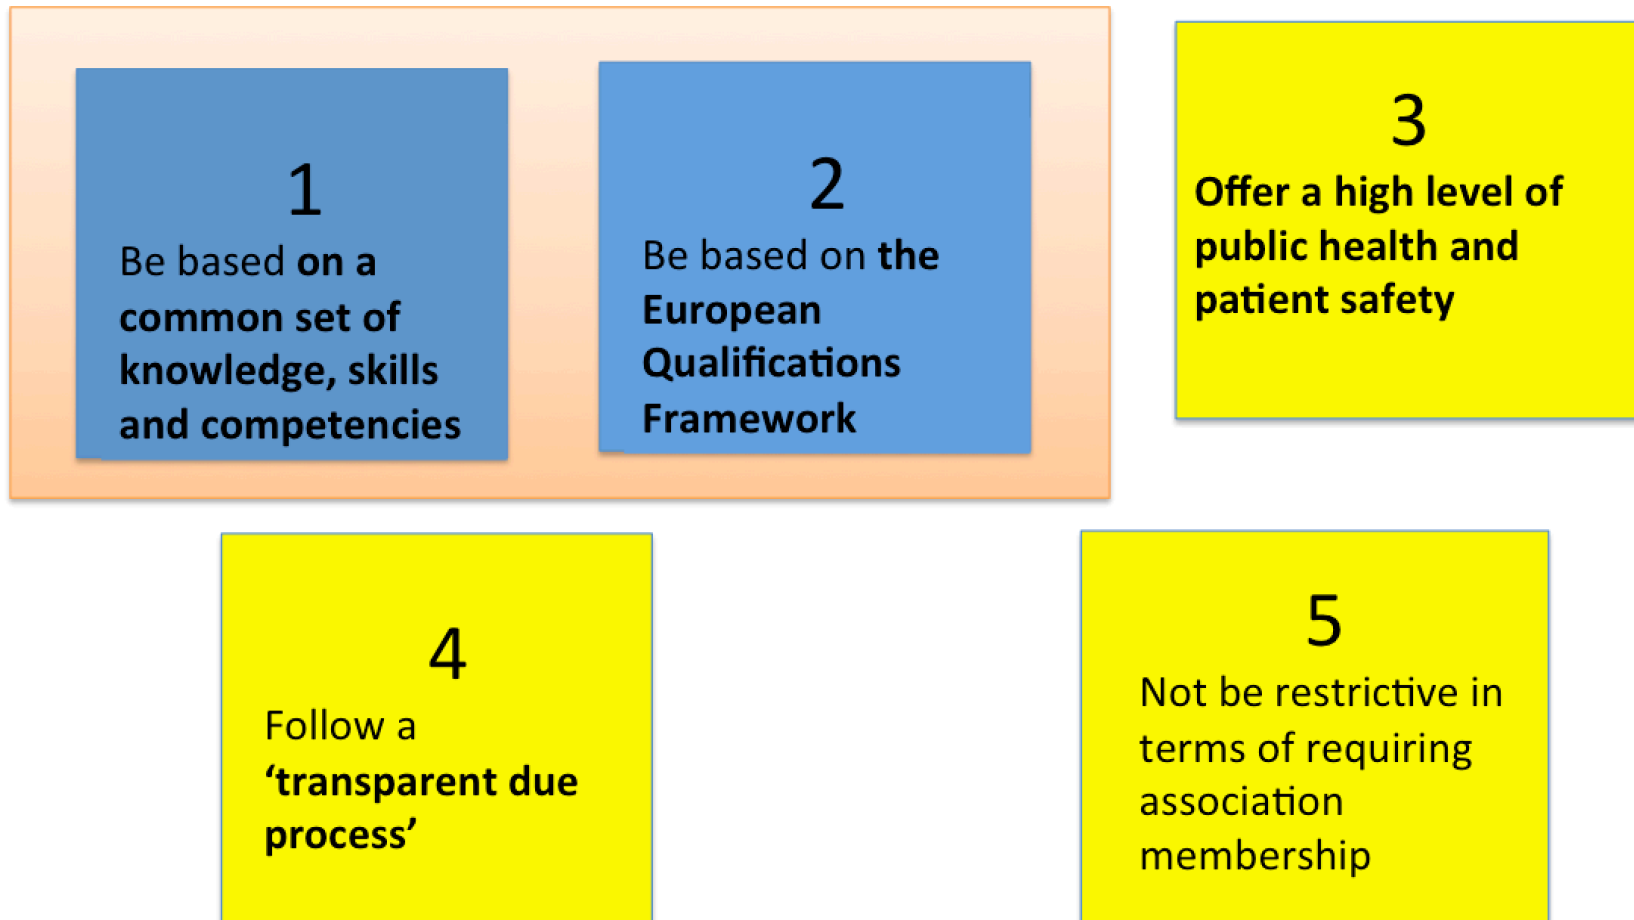 1
Be based on a
common set of
knowledge, skills
and competencies
2
Be based on the
European
Qualifications
Framework
3
Offer a high level of
public health and
patient safety
4
Follow a
‘transparent due
process’
5
Not be restrictive in
terms of requiring
association
membership